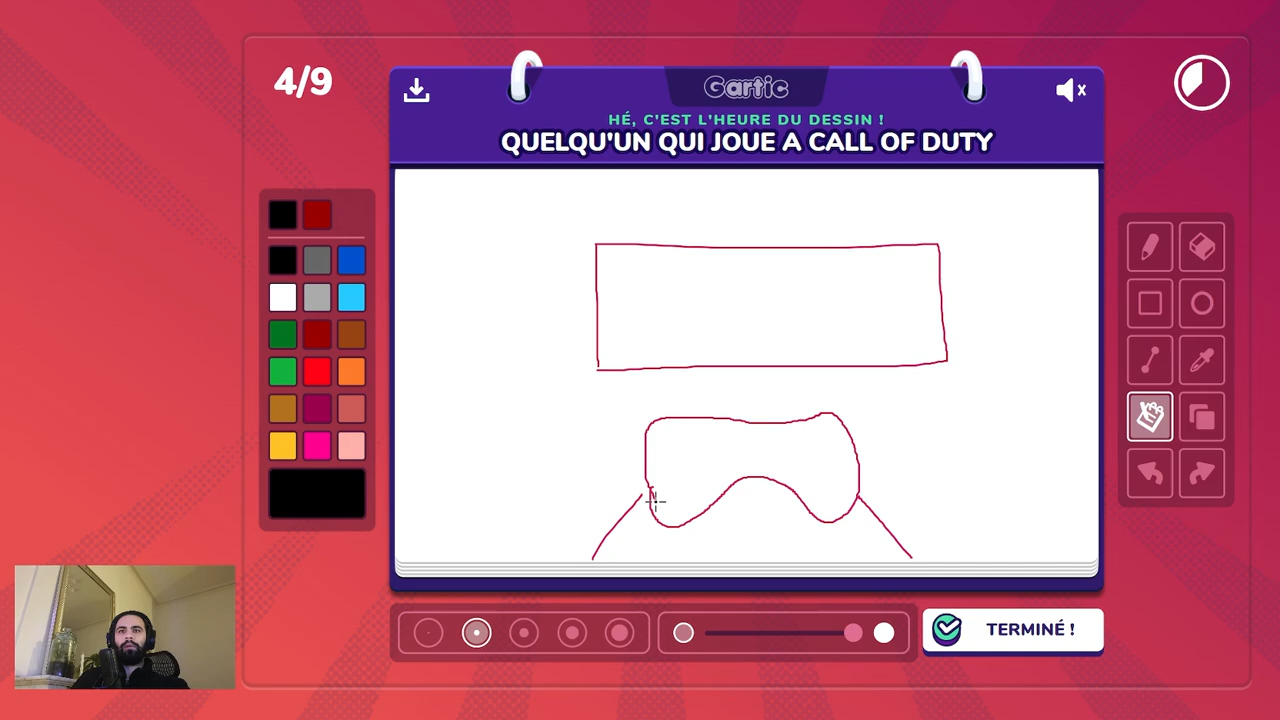 4/9
Gartic
HÉ, C'EST L'HEURE DU DESSIN !
QUELQU'UN QUI JOUE A CALL OF DUTY
TERMINÉ !